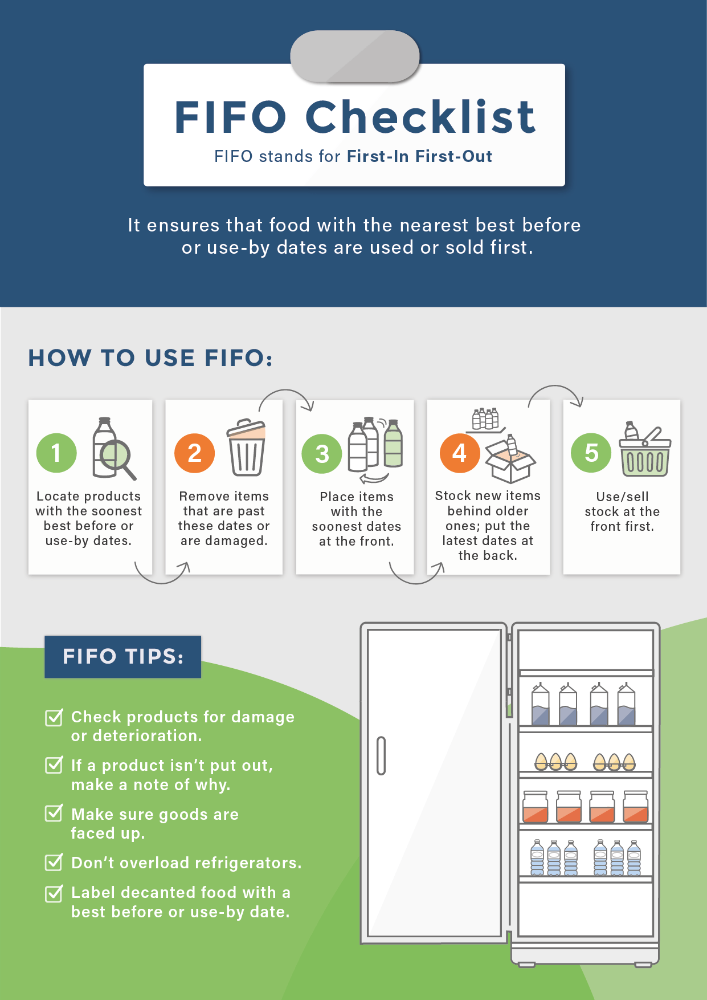 FIFO Checklist
FIFO stands for First-In First-Out
It ensures that food with the nearest best before
or use-by dates are used or sold first.
HOW TO USE FIFO:
1
Locate products
with the soonest
best before or
use-by dates.
2
Remove items
that are past
these dates or
are damaged.
3
Place items
with the
soonest dates
at the front.
4
Stock new items
behind older
ones; put the
latest dates at
the back.
5
Use/sell
stock at the
front first.
FIFO TIPS:
Check products for damage
or deterioration.
If a product isn't put out,
make a note of why.
Make sure goods are
faced up.
Don't overload refrigerators.
Label decanted food with a
best before or use-by date.